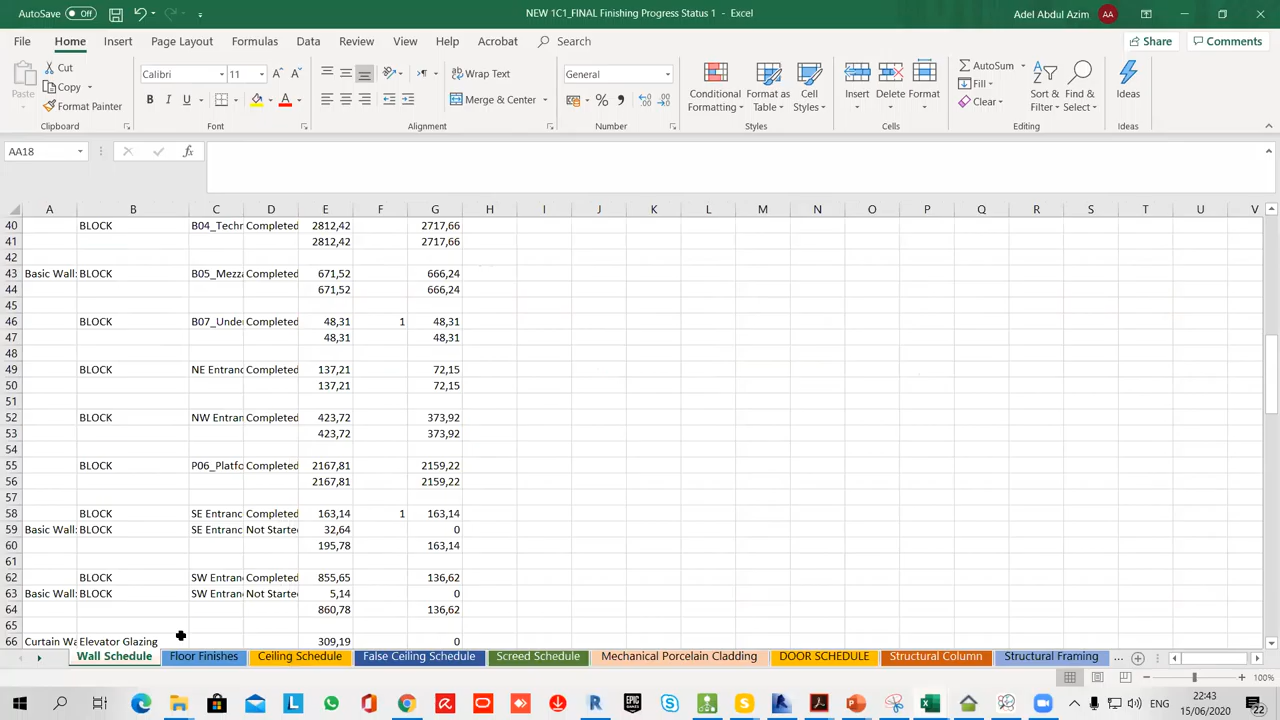 AutoSave Off NEW 1C1_FINAL Finishing Progress Status 1 - Excel Adel Abdul Azim AA
File Home Insert Page Layout Formulas Data Review View Help Acrobat Search Share Comments
Cut Calibri 11 Wrap Text General AutoSum
Copy Fill
Paste Format Painter B I U Merge & Center Conditional Formatting Format as Table Cell Styles Insert Delete Format Clear Sort & Filter Find & Select Ideas
Clipboard Font Alignment Number Styles Cells Editing Ideas
AA18 fx
A B C D E F G H I J K L M N O P Q R S T U V
40 BLOCK B04_Techr Completed 2812,42 2717,66
41 2812,42 2717,66
42
43 Basic Wall: BLOCK B05_Mezza Completed 671,52 666,24
44 671,52 666,24
45
46 BLOCK B07_Unde Completed 48,31 1 48,31
47 48,31 48,31
48
49 BLOCK NE Entranc Completed 137,21 72,15
50 137,21 72,15
51
52 BLOCK NW Entran Completed 423,72 373,92
53 423,72 373,92
54
55 BLOCK P06_Platfo Completed 2167,81 2159,22
56 2167,81 2159,22
57
58 BLOCK SE Entranc Completed 163,14 1 163,14
59 Basic Wall: BLOCK SE Entranc Not Starte 32,64 0
60 195,78 163,14
61
62 BLOCK SW Entran Completed 855,65 136,62
63 Basic Wall: BLOCK SW Entran Not Starte 5,14 0
64 860,78 136,62
65
66 Curtain Wa Elevator Glazing 309,19 0
Wall Schedule Floor Finishes Ceiling Schedule False Ceiling Schedule Screed Schedule Mechanical Porcelain Cladding DOOR SCHEDULE Structural Column Structural Framing ...
100%
22:43
ENG 15/06/2020 22